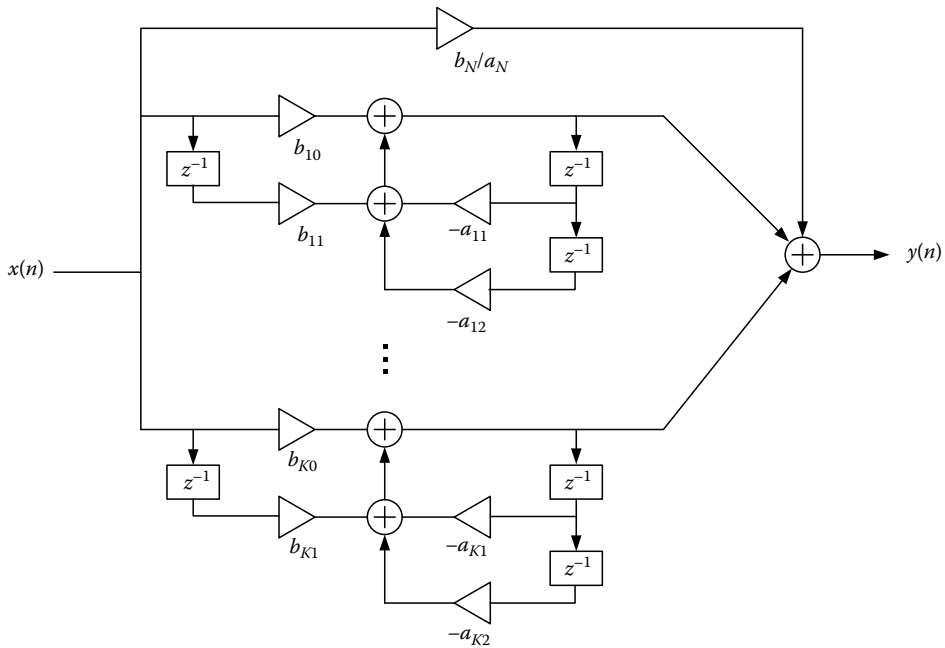 b_N/a_N
b_10
z⁻¹
z⁻¹
b_11
−a_11
z⁻¹
x(n)
y(n)
−a_12
b_K0
z⁻¹
z⁻¹
b_K1
−a_K1
z⁻¹
−a_K2